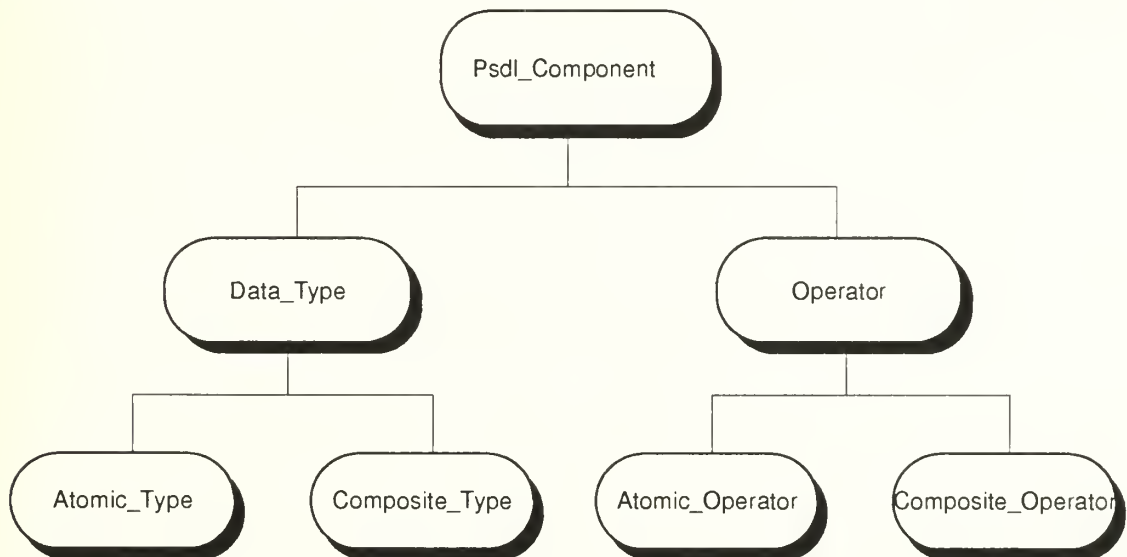 Psdl_Component
Data_Type
Operator
Atomic_Type
Composite_Type
Atomic_Operator
Composite_Operator